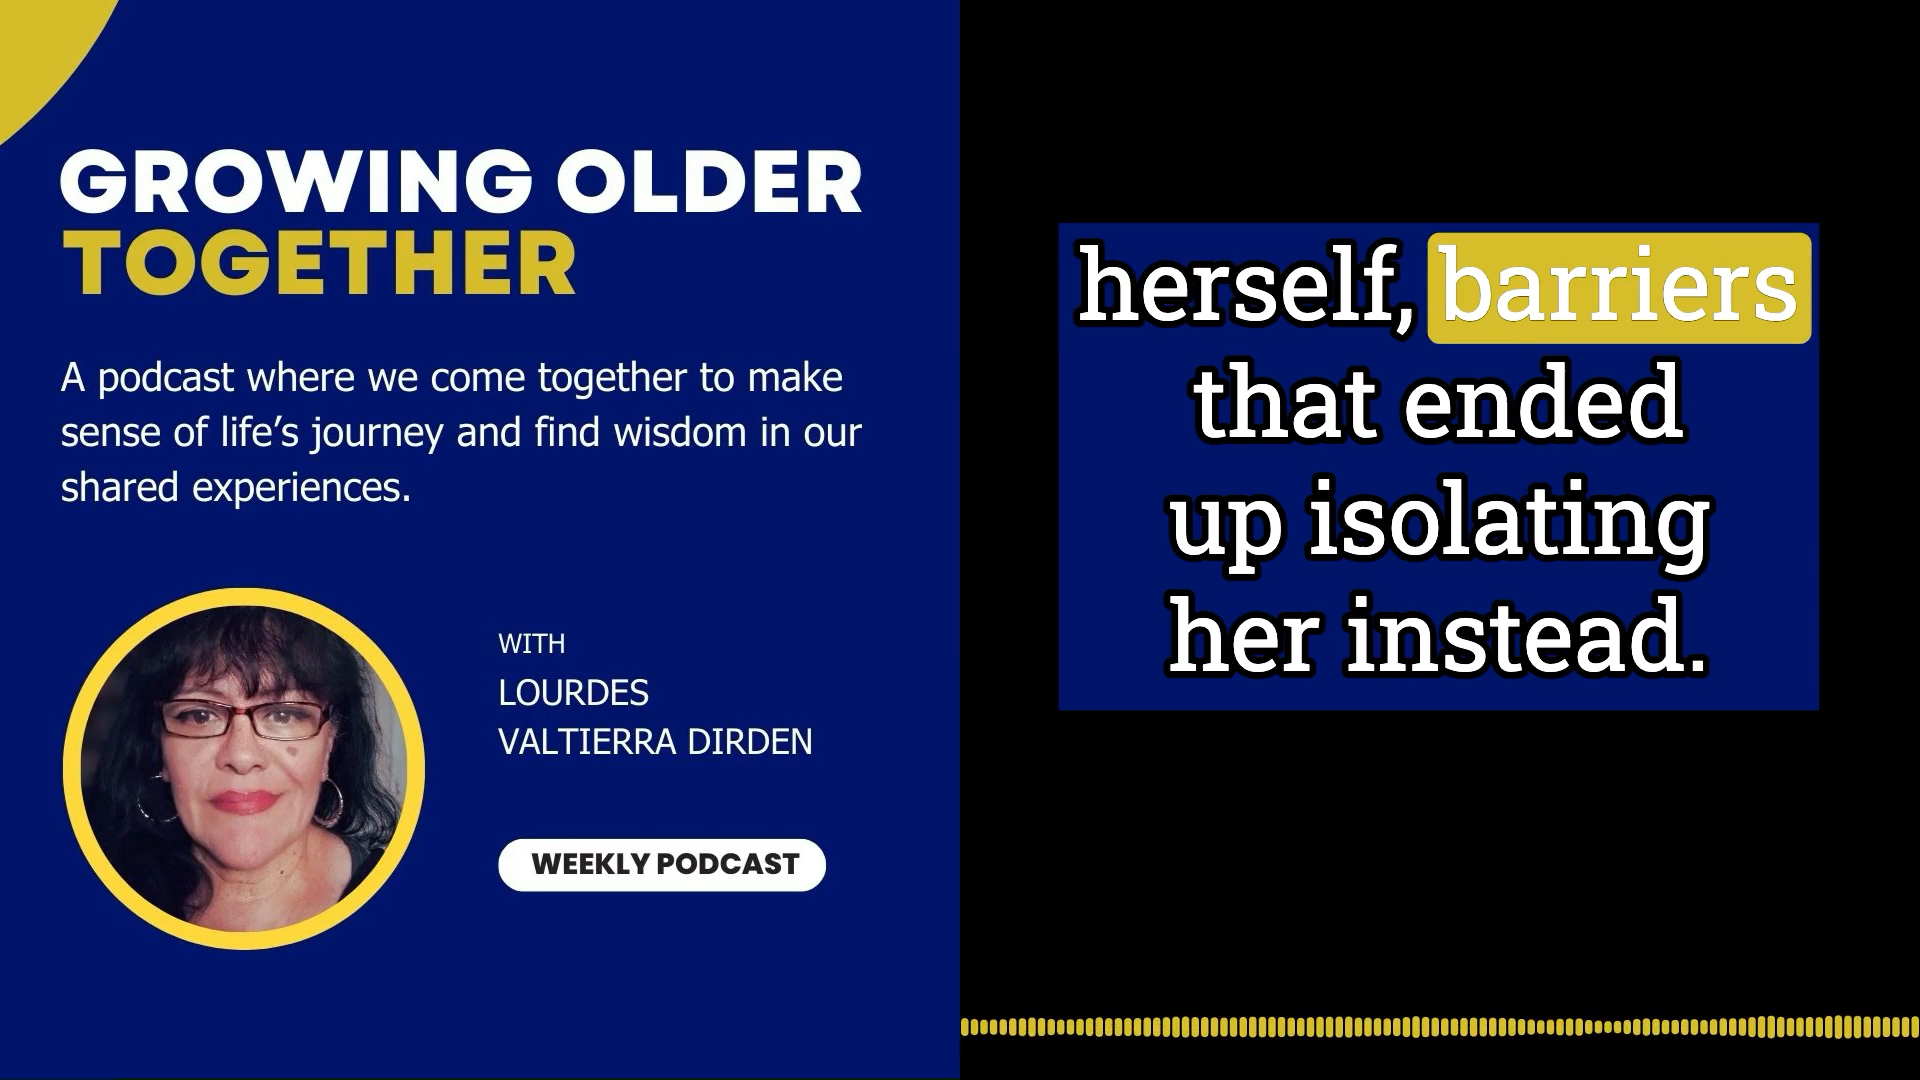 GROWING OLDER
TOGETHER
A podcast where we come together to make
sense of life’s journey and find wisdom in our
shared experiences.
WITH
LOURDES
VALTIERRA DIRDEN
WEEKLY PODCAST
herself, barriers
that ended
up isolating
her instead.